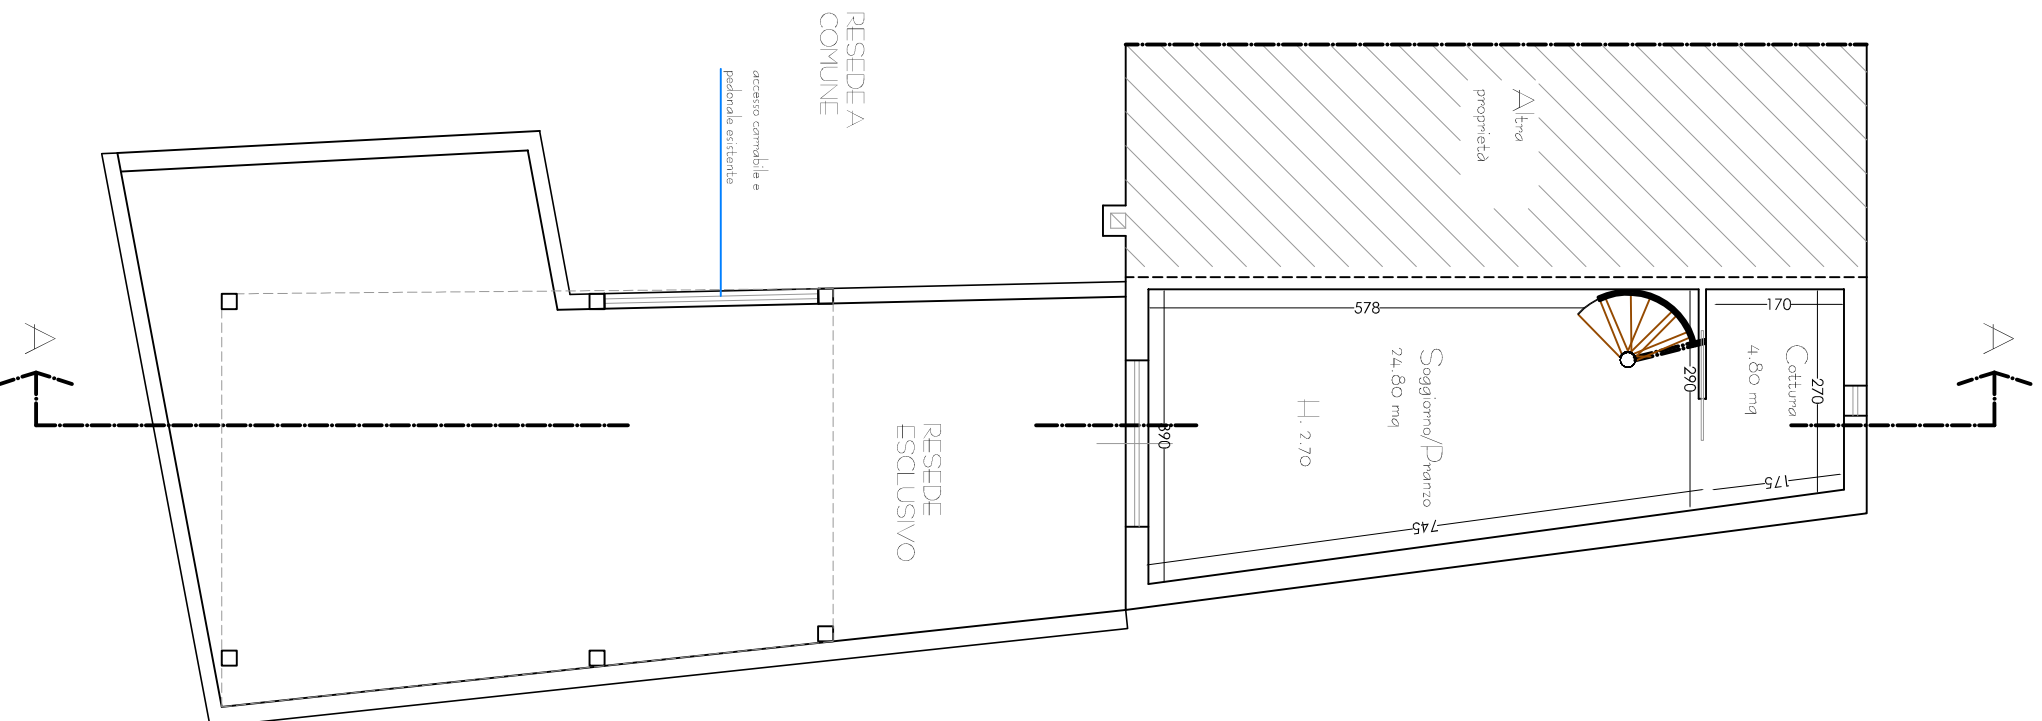 RESEDE A
COMUNE
accesso carrabile e
pedonale esistente
Altra
proprietà
A
A
578
170
Soggiorno/Pranzo
24.80 mq
H. 2.70
290
Cottura
4.80 mq
270
390
RESEDE
ESCLUSIVO
175
745